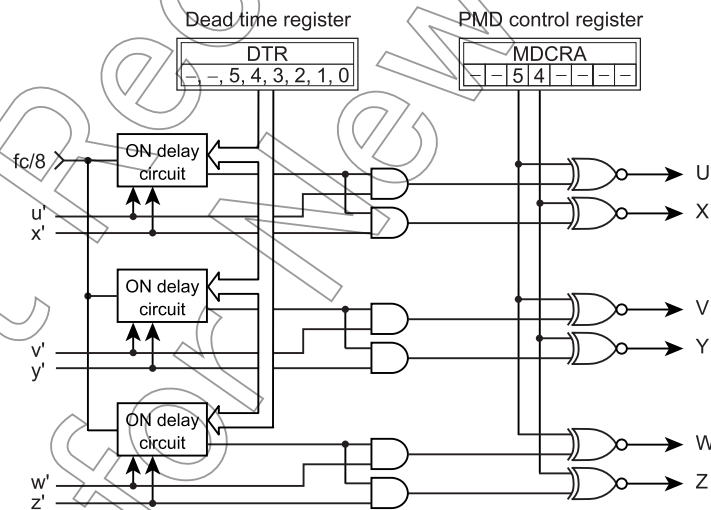 Dead time register
PMD control register
DTR
–, –, 5, 4, 3, 2, 1, 0
MDCRA
– – 5 4 – – – –
fc/8
ON delay
circuit
u'
x'
U
X
ON delay
circuit
v'
y'
V
Y
ON delay
circuit
w'
z'
W
Z